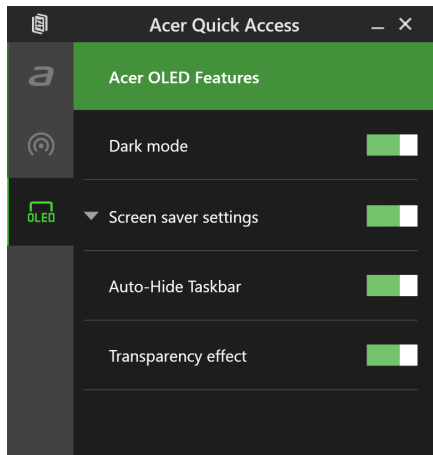 Acer Quick Access
Acer OLED Features
Dark mode
OLED
Screen saver settings
Auto-Hide Taskbar
Transparency effect